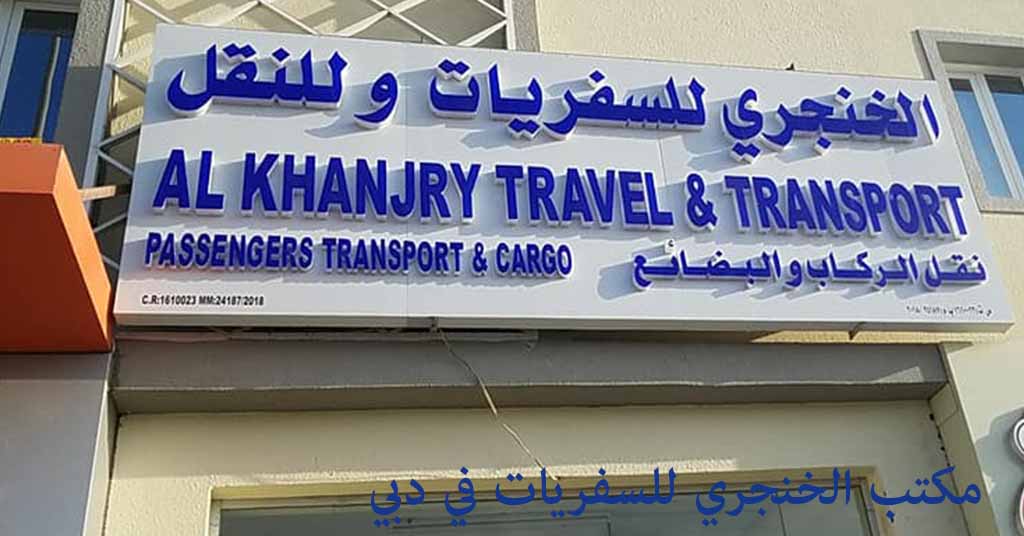 الخنجري للسفريات و للنقل
AL KHANJRY TRAVEL & TRANSPORT
PASSENGERS TRANSPORT & CARGO
نقل الركاب والبضائع
C.R:1610023 MM:24187/2018
مكتب الخنجري للسفريات في دبي